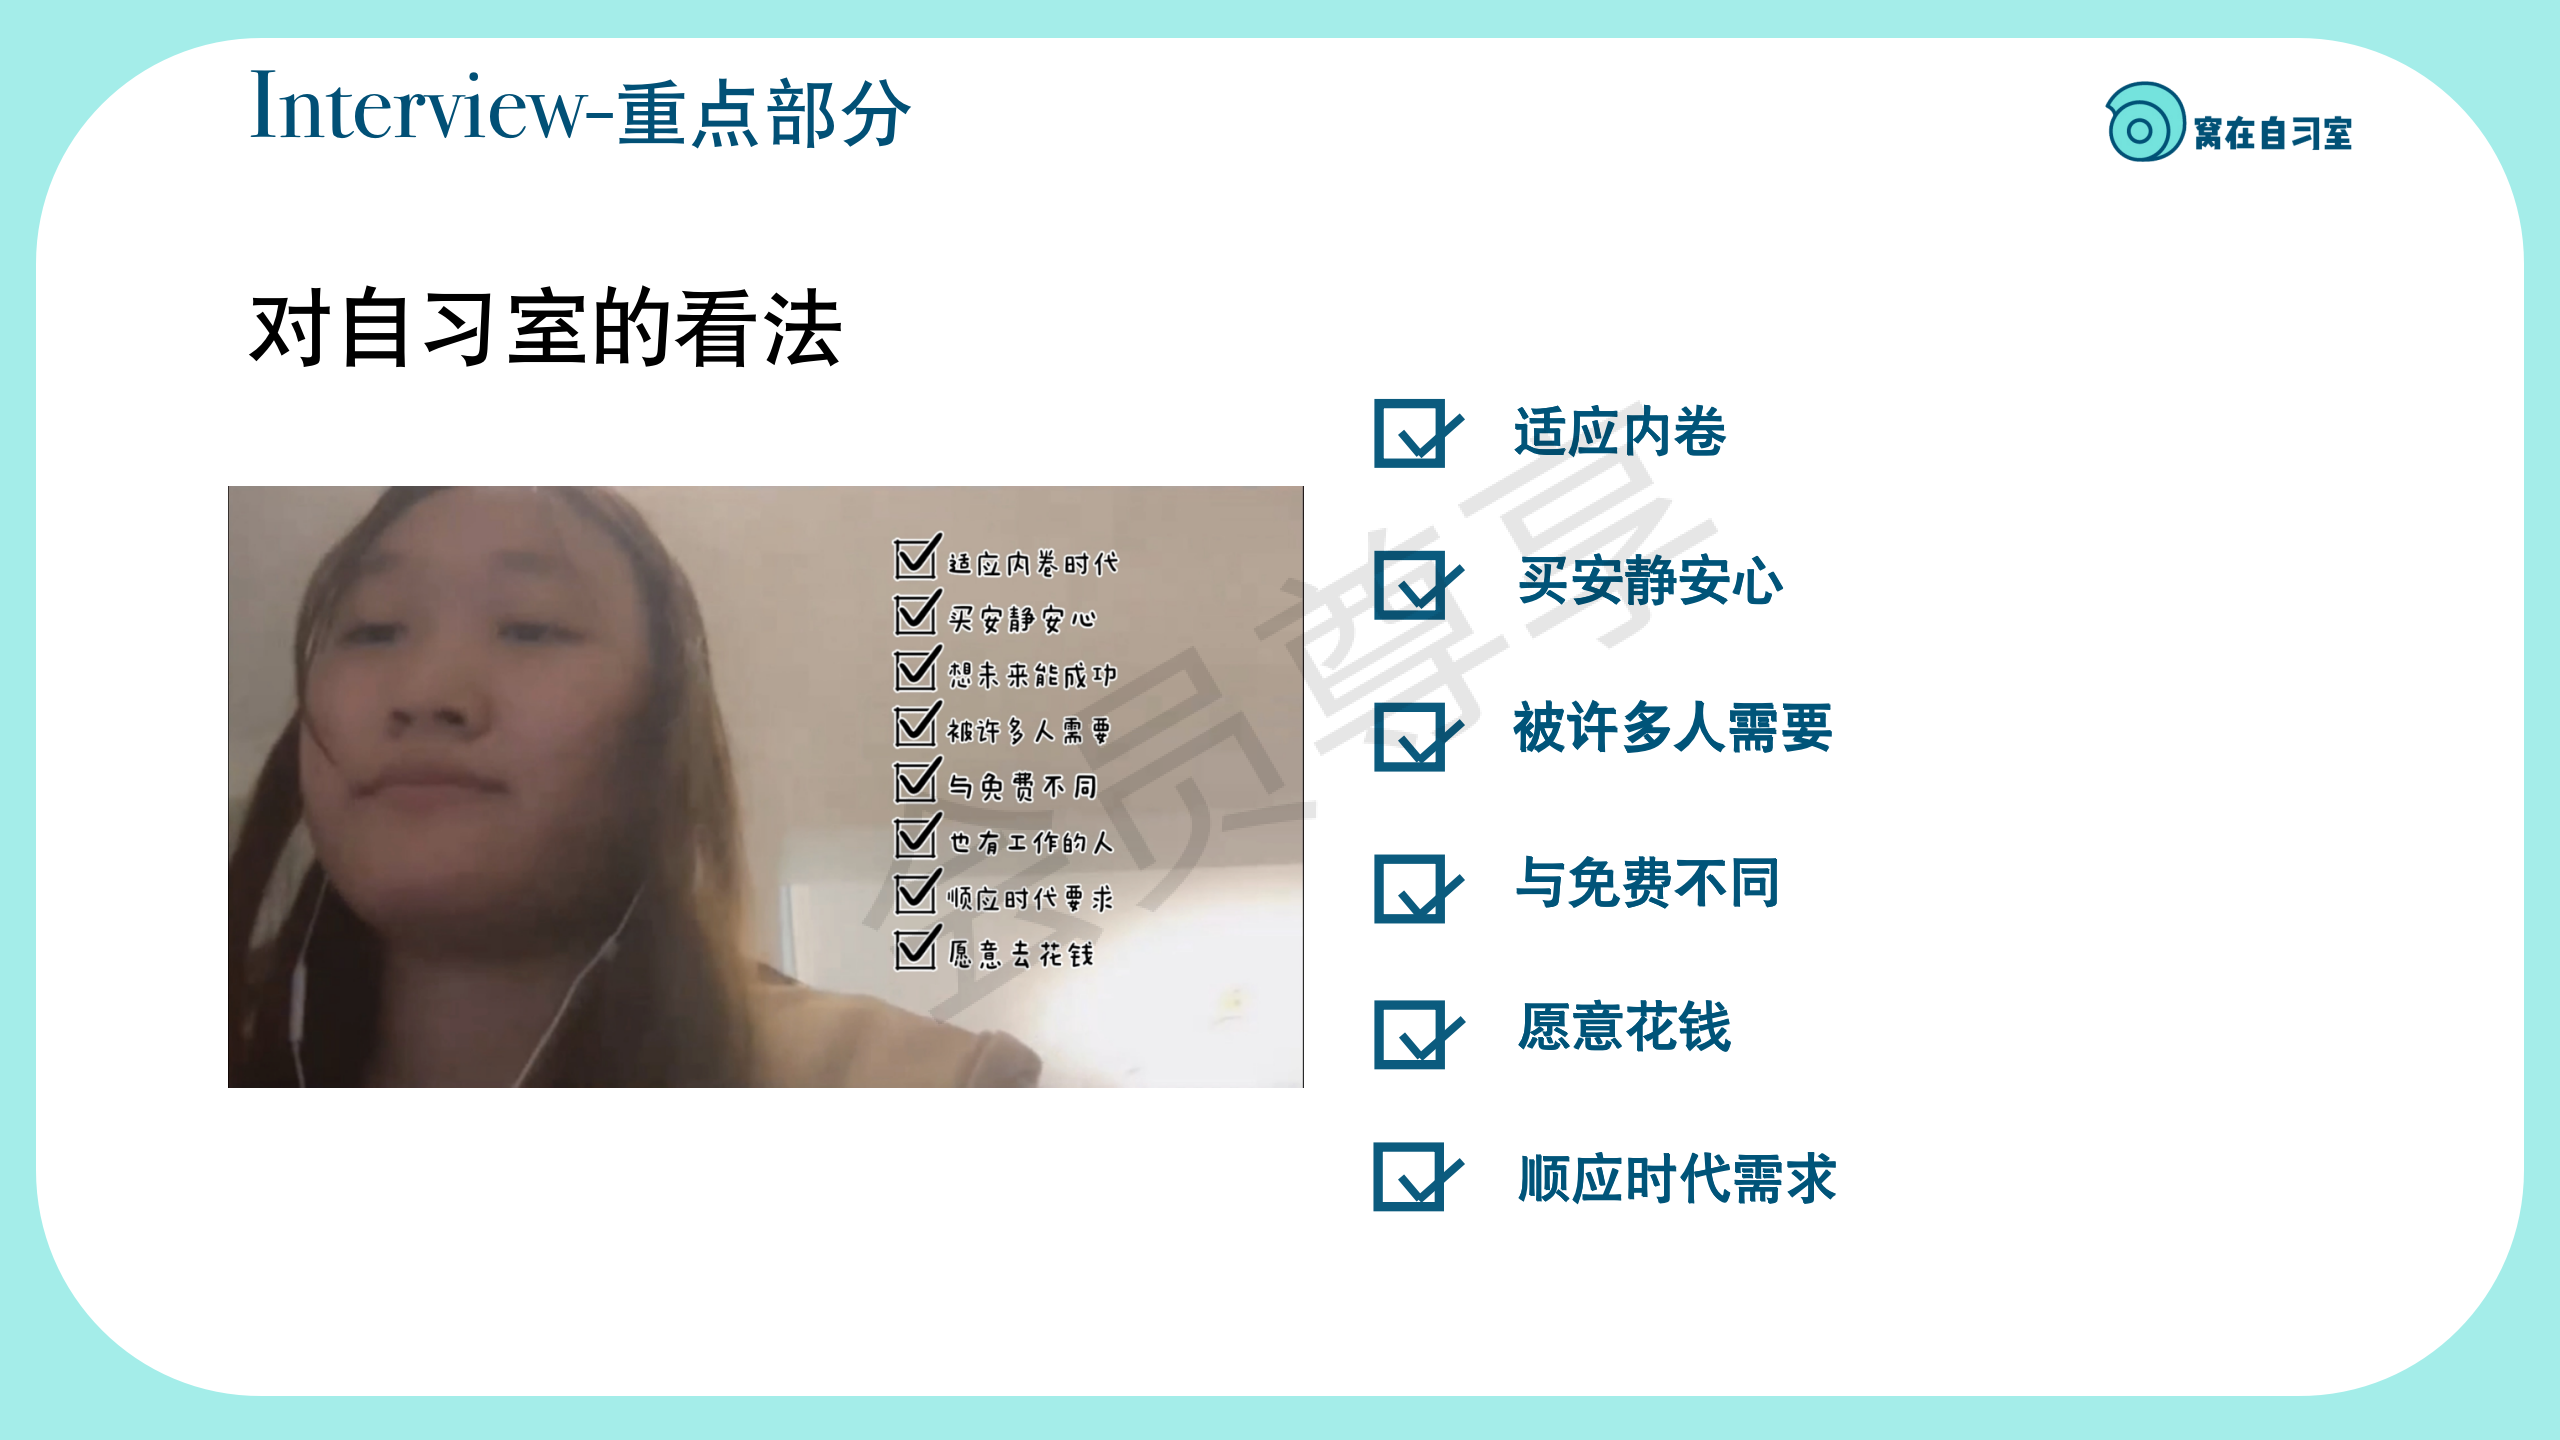 Interview-重点部分
窝在自习室
对自习室的看法
适应内卷时代
买安静安心
想未来能成功
被许多人需要
与免费不同
也有工作的人
顺应时代要求
愿意去花钱
适应内卷
买安静安心
被许多人需要
与免费不同
愿意花钱
顺应时代需求
会员尊享